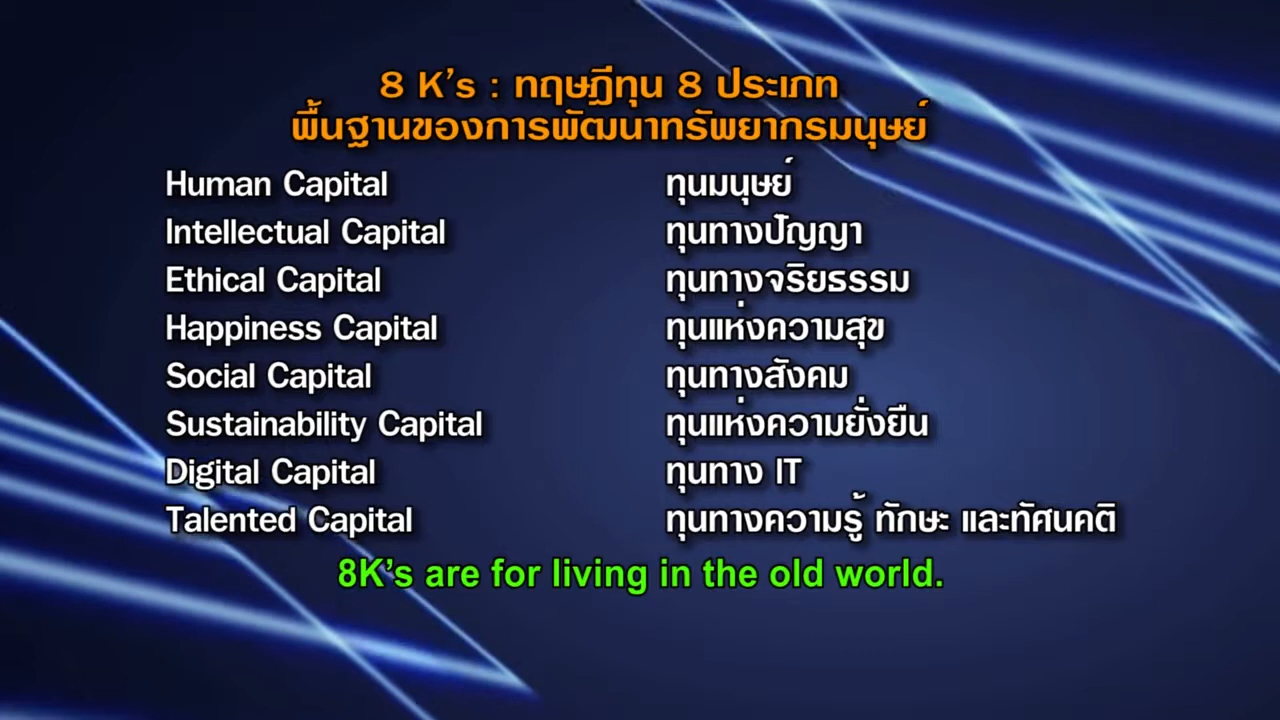 8 K's : ทฤษฎีทุน 8 ประเภท
พื้นฐานของการพัฒนาทรัพยากรมนุษย์
Human Capital ทุนมนุษย์
Intellectual Capital ทุนทางปัญญา
Ethical Capital ทุนทางจริยธรรม
Happiness Capital ทุนแห่งความสุข
Social Capital ทุนทางสังคม
Sustainability Capital ทุนแห่งความยั่งยืน
Digital Capital ทุนทาง IT
Talented Capital ทุนทางความรู้ ทักษะ และทัศนคติ
8K's are for living in the old world.